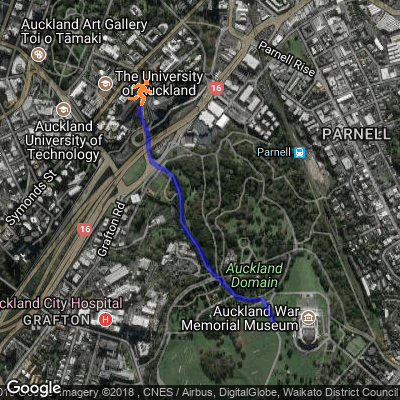 Auckland Art Gallery
Toi o Tāmaki
Parnell Rise
The University
of Auckland
16
PARNELL
Auckland
University of
Technology
Parnell
Symonds St
Grafton Rd
16
Auckland
Domain
ckland City Hospital
H
GRAFTON
Auckland War
Memorial Museum
Google
Imagery ©2018 , CNES / Airbus, DigitalGlobe, Waikato District Council